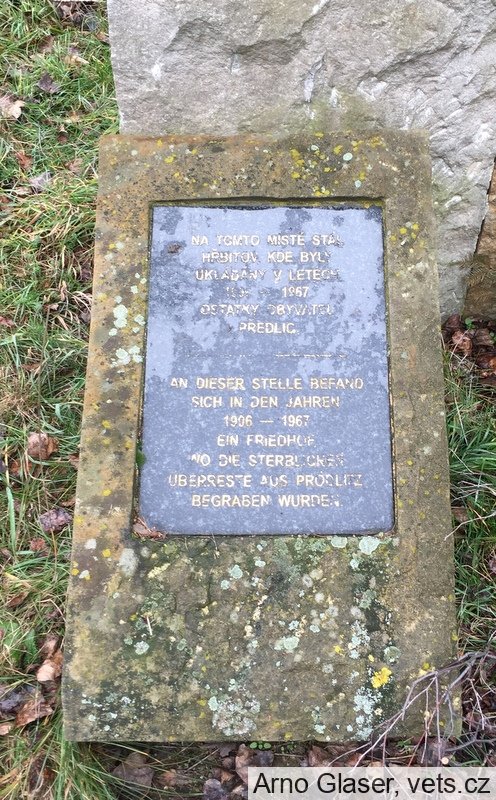 NA TOMTO MÍSTĚ STÁL
HŘBITOV, KDE BYLY
UKLÁDÁNY V LETECH
1967
OSTATKY OBYVATEL
PŘEDLIC.
AN DIESER STELLE BEFAND
SICH IN DEN JAHREN
1906 - 1967
EIN FRIEDHOF
WO DIE STERBLICHEN
ÜBERRESTE AUS PRÖDLITZ
BEGRABEN WURDEN.
Arno Glaser, vets.cz